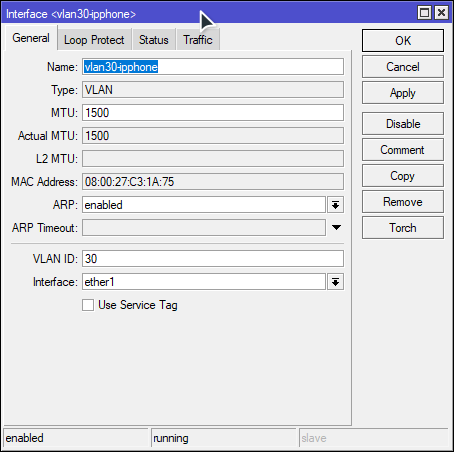 Interface <vlan30-ipphone>
General Loop Protect Status Traffic
OK
Name: vlan30-ipphone
Cancel
Type: VLAN
MTU: 1500
Apply
Actual MTU: 1500
Disable
L2 MTU:
Comment
MAC Address: 08:00:27:C3:1A:75
Copy
ARP: enabled
Remove
ARP Timeout:
Torch
VLAN ID: 30
Interface: ether1
Use Service Tag
enabled running slave